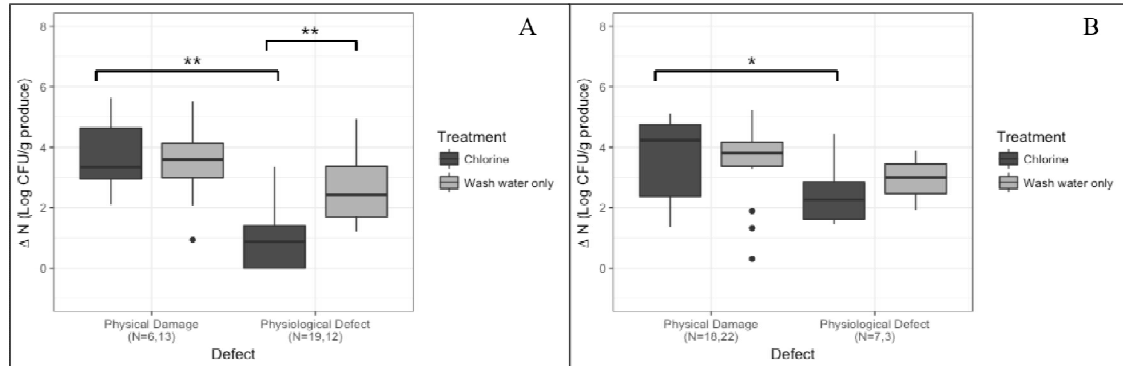 A
**
**
8
6
4
2
0
Δ N (Log CFU/g produce)
Treatment
Chlorine
Wash water only
Physical Damage
(N=6,13)
Physiological Defect
(N=19,12)
Defect
B
*
8
6
4
2
0
Δ N (Log CFU/g produce)
Treatment
Chlorine
Wash water only
Physical Damage
(N=18,22)
Physiological Defect
(N=7,3)
Defect